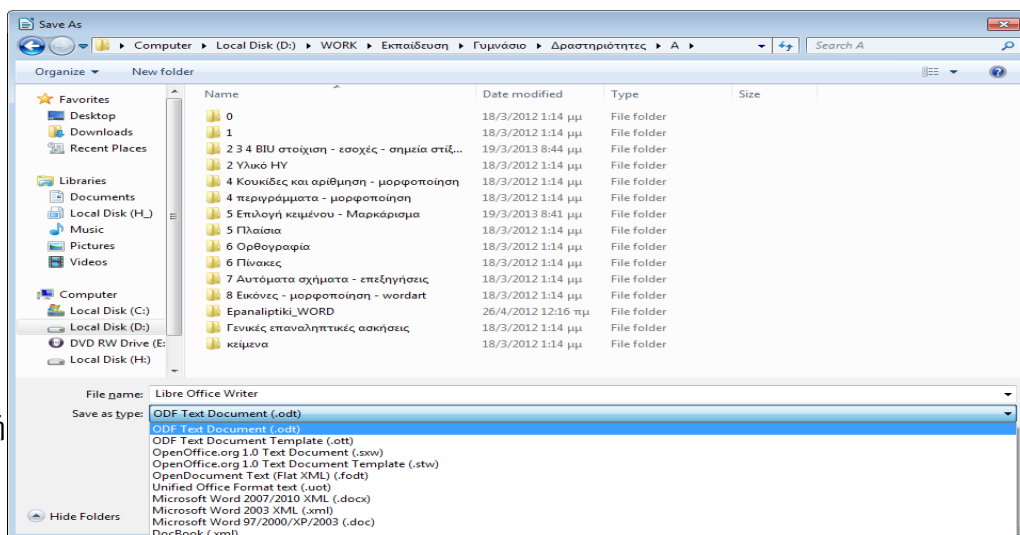 Save As
Computer ▸ Local Disk (D:) ▸ WORK ▸ Εκπαίδευση ▸ Γυμνάσιο ▸ Δραστηριότητες ▸ Α ▸
Search A
Organize
New folder
Name Date modified Type Size
Favorites
Desktop
Downloads
Recent Places
Libraries
Documents
Local Disk (H_)
Music
Pictures
Videos
Computer
Local Disk (C:)
Local Disk (D:)
DVD RW Drive (E:
Local Disk (H:)
0 18/3/2012 1:14 μμ File folder
1 18/3/2012 1:14 μμ File folder
2 3 4 BIU στοίχιση - εσοχές - σημεία στίξ... 19/3/2013 8:44 μμ File folder
2 Υλικό ΗΥ 18/3/2012 1:14 μμ File folder
4 Κουκίδες και αρίθμηση - μορφοποίηση 18/3/2012 1:14 μμ File folder
4 περιγράμματα - μορφοποίηση 18/3/2012 1:14 μμ File folder
5 Επιλογή κειμένου - Μαρκάρισμα 19/3/2013 8:41 μμ File folder
5 Πλαίσια 18/3/2012 1:14 μμ File folder
6 Ορθογραφία 18/3/2012 1:14 μμ File folder
6 Πίνακες 18/3/2012 1:14 μμ File folder
7 Αυτόματα σχήματα - επεξηγήσεις 18/3/2012 1:14 μμ File folder
8 Εικόνες - μορφοποίηση - wordart 18/3/2012 1:14 μμ File folder
Epanaliptiki_WORD 26/4/2012 12:16 πμ File folder
Γενικές επαναληπτικές ασκήσεις 18/3/2012 1:14 μμ File folder
κείμενα 18/3/2012 1:14 μμ File folder
File name: Libre Office Writer
Save as type: ODF Text Document (.odt)
ODF Text Document (.odt)
ODF Text Document Template (.ott)
OpenOffice.org 1.0 Text Document (.sxw)
OpenOffice.org 1.0 Text Document Template (.stw)
OpenDocument Text (Flat XML) (.fodt)
Unified Office Format text (.uot)
Microsoft Word 2007/2010 XML (.docx)
Microsoft Word 2003 XML (.xml)
Microsoft Word 97/2000/XP/2003 (.doc)
DocBook (.xml)
Hide Folders